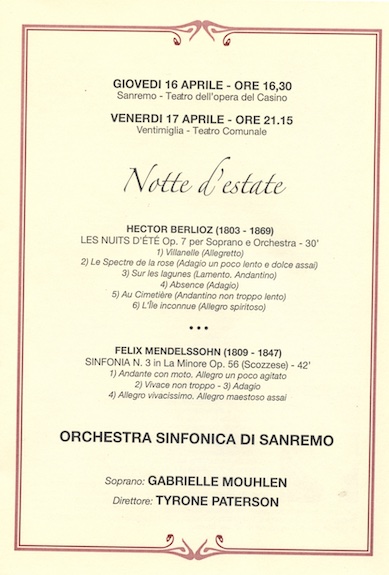 GIOVEDI 16 APRILE - ORE 16,30
Sanremo - Teatro dell'opera del Casino
VENERDI 17 APRILE - ORE 21.15
Ventimiglia - Teatro Comunale
Notte d'estate
HECTOR BERLIOZ (1803 - 1869)
LES NUITS D'ÉTÉ Op. 7 per Soprano e Orchestra - 30'
1) Villanelle (Allegretto)
2) Le Spectre de la rose (Adagio un poco lento e dolce assai)
3) Sur les lagunes (Lamento, Andantino)
4) Absence (Adagio)
5) Au Cimetière (Andantino non troppo lento)
6) L'Île inconnue (Allegro spiritoso)
FELIX MENDELSSOHN (1809 - 1847)
SINFONIA N. 3 in La Minore Op. 56 (Scozzese) - 42'
1) Andante con moto. Allegro un poco agitato
2) Vivace non troppo - 3) Adagio
4) Allegro vivacissimo. Allegro maestoso assai
ORCHESTRA SINFONICA DI SANREMO
Soprano: GABRIELLE MOUHLEN
Direttore: TYRONE PATERSON